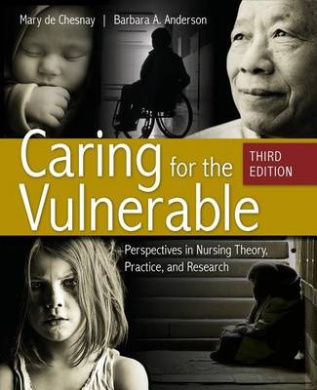 Mary de Chesnay | Barbara A. Anderson
Caring for the
Vulnerable
THIRD
EDITION
Perspectives in Nursing Theory,
Practice, and Research